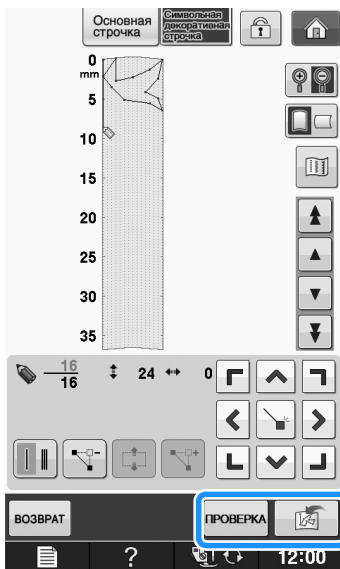 Основная
строчка
Символьная
декоративная
строчка
0
mm
5
10
15
20
25
30
35
16
16
24
0
ВОЗВРАТ
ПРОВЕРКА
?
12:00